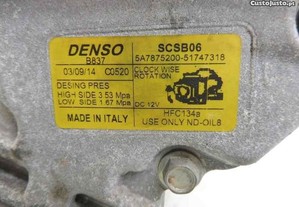 CustoJusto.pt
DENSO
B837
SCSB06
5A7875200-51747318
03/09/14 C0520
CLOCK WISE
ROTATION
DESING PRES
HIGH SIDE 3.53 Mpa
LOW SIDE 1.67 Mpa
DC 12V
MADE IN ITALY
HFC134a
USE ONLY ND-OIL8